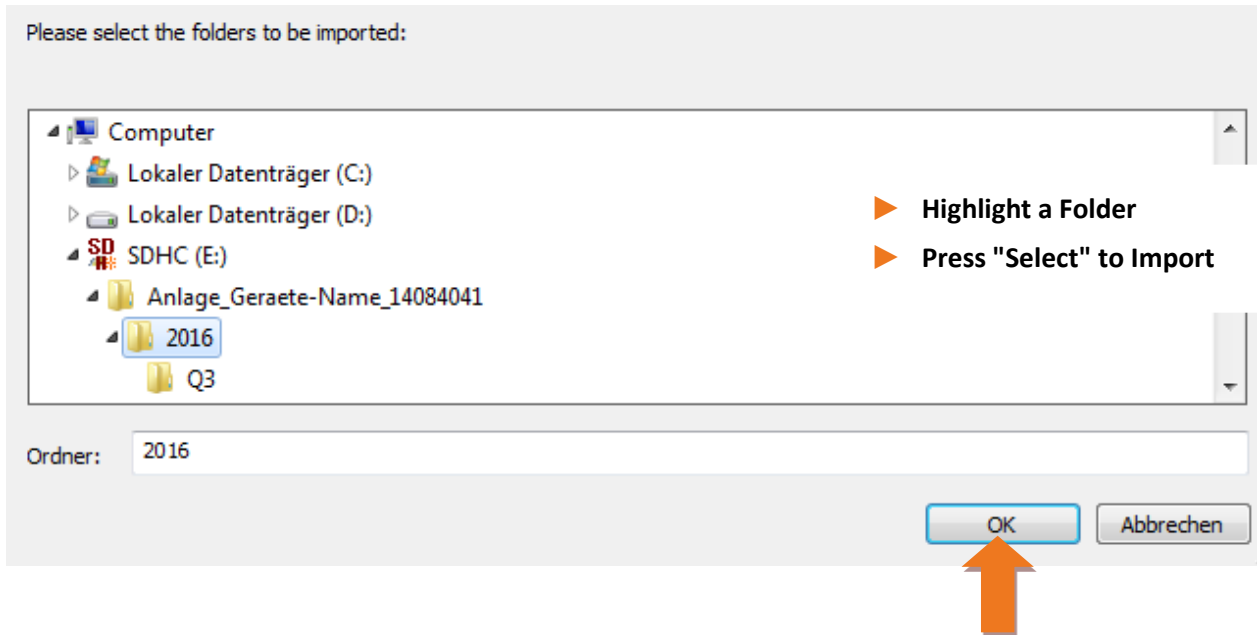 Please select the folders to be imported:
Computer
Lokaler Datenträger (C:)
Lokaler Datenträger (D:)
SDHC (E:)
Anlage_Geraete-Name_14084041
2016
Q3
Highlight a Folder
Press "Select" to Import
Ordner: 2016
OK Abbrechen